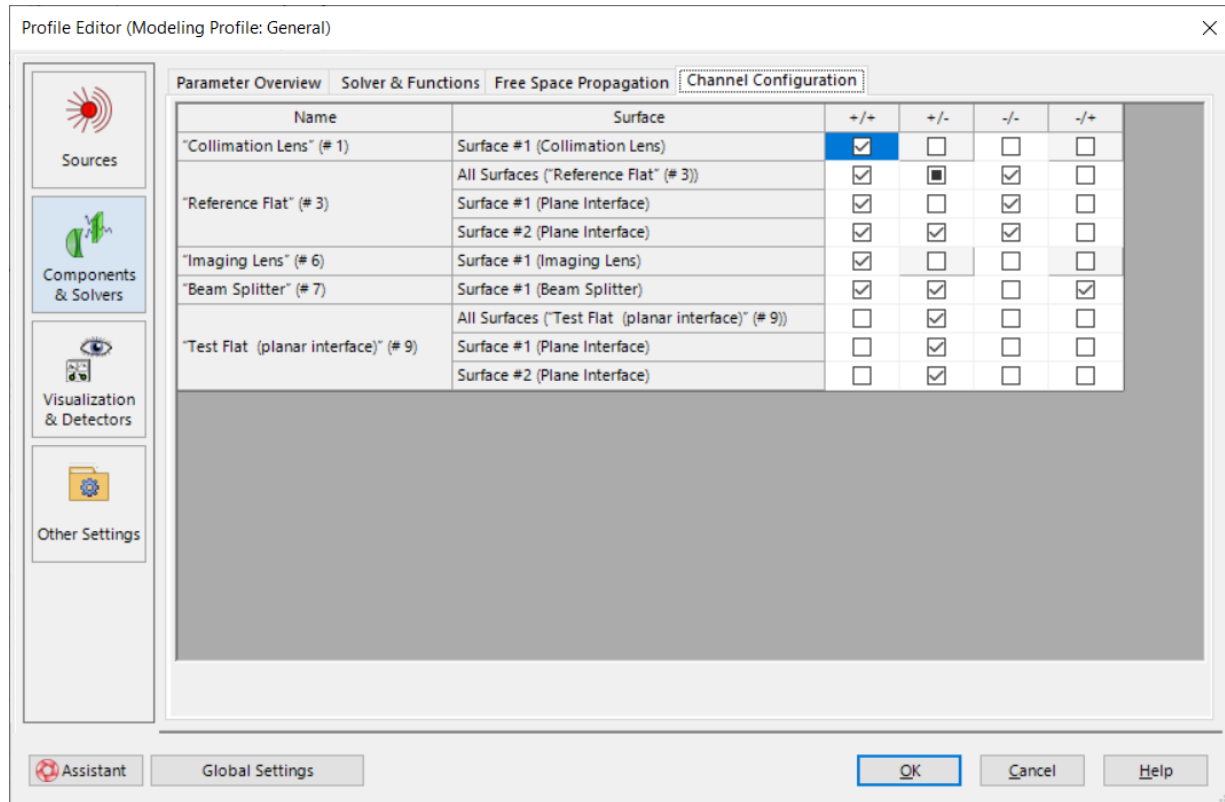 Profile Editor (Modeling Profile: General)
Sources
Components
& Solvers
Visualization
& Detectors
Other Settings
Parameter Overview Solver & Functions Free Space Propagation Channel Configuration
Name Surface +/+ +/- -/- -/+
"Collimation Lens" (# 1) Surface #1 (Collimation Lens)
"Reference Flat" (# 3) All Surfaces ("Reference Flat" (# 3))
Surface #1 (Plane Interface)
Surface #2 (Plane Interface)
"Imaging Lens" (# 6) Surface #1 (Imaging Lens)
"Beam Splitter" (# 7) Surface #1 (Beam Splitter)
"Test Flat (planar interface)" (# 9) All Surfaces ("Test Flat (planar interface)" (# 9))
Surface #1 (Plane Interface)
Surface #2 (Plane Interface)
Assistant Global Settings OK Cancel Help